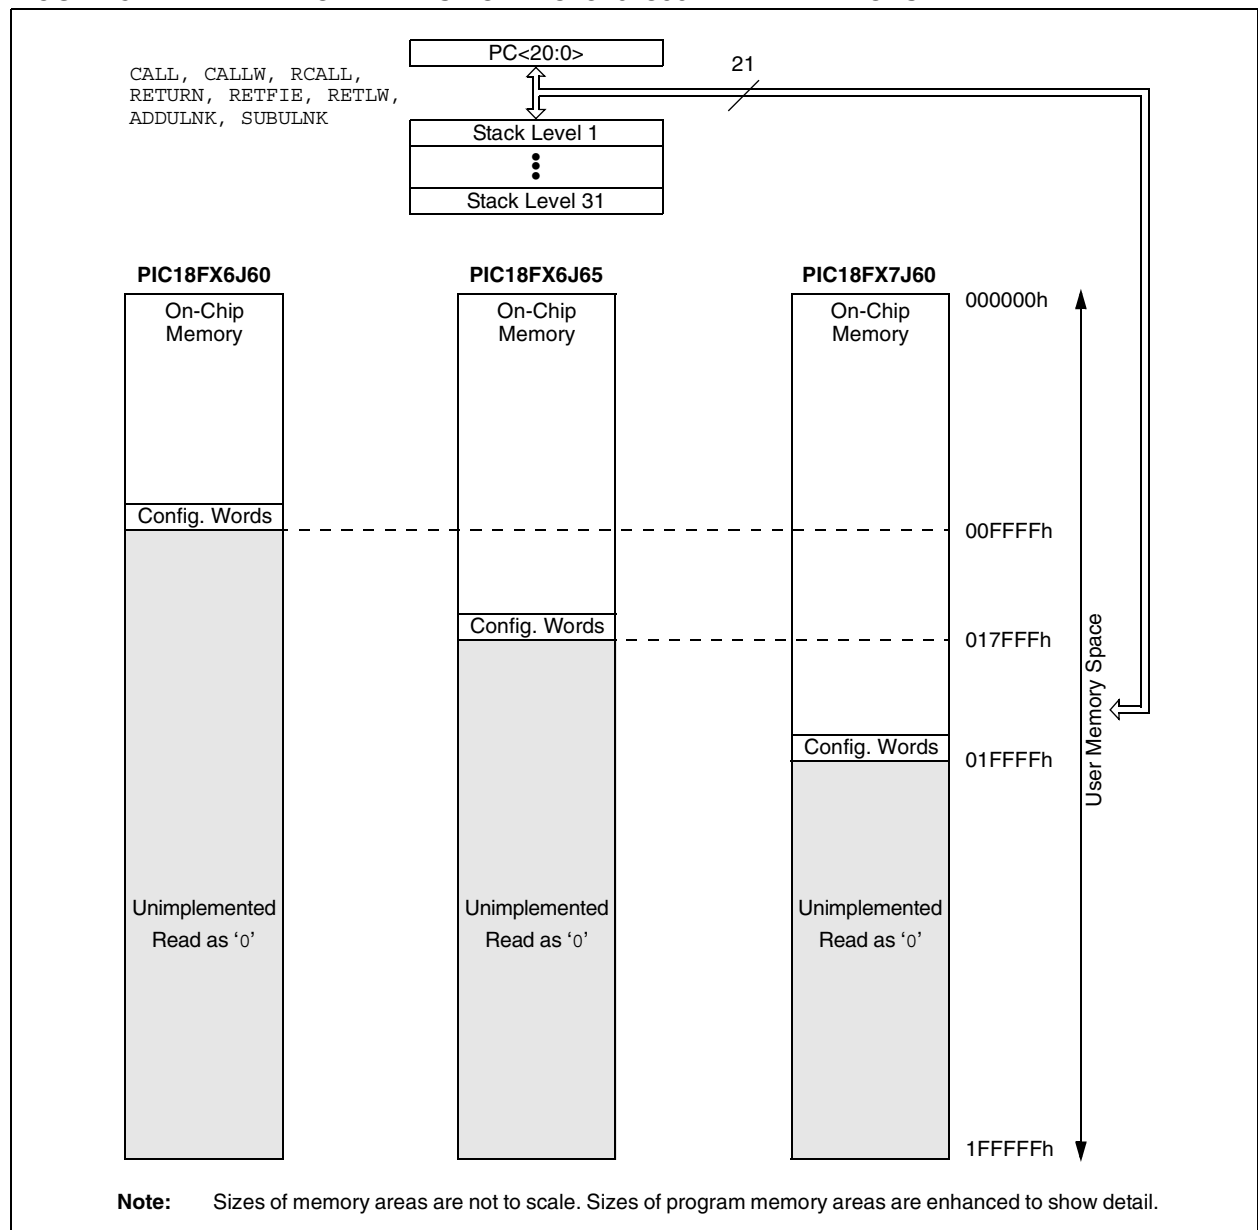 PC<20:0>
21
CALL, CALLW, RCALL,
RETURN, RETFIE, RETLW,
ADDULNK, SUBULNK
Stack Level 1
Stack Level 31
PIC18FX6J60
PIC18FX6J65
PIC18FX7J60
On-Chip
Memory
On-Chip
Memory
On-Chip
Memory
000000h
Config. Words
00FFFFh
Config. Words
017FFFh
Config. Words
01FFFFh
User Memory Space
Unimplemented
Read as ‘0’
Unimplemented
Read as ‘0’
Unimplemented
Read as ‘0’
1FFFFFh
Note: Sizes of memory areas are not to scale. Sizes of program memory areas are enhanced to show detail.